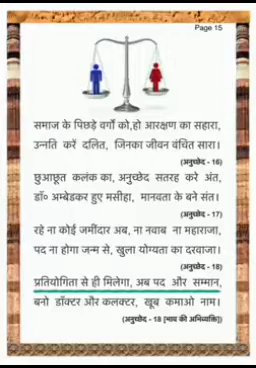 Page 15
समाज के पिछड़े वर्गो को,हो आरक्षण का सहारा,
उन्नति करें दलित, जिनका जीवन वंचित सारा।
(अनुच्छेद - 16)
छुआछूत कलंक का, अनुच्छेद सतरह करे अंत,
डॉ० अम्बेडकर हुए मसीहा, मानवता के बने संत।
(अनुच्छेद - 17)
रहे ना कोई जमींदार अब, ना नवाब ना महाराजा,
पद ना होगा जन्म से, खुला योग्यता का दरवाजा।
(अनुच्छेद - 18)
प्रतियोगिता से ही मिलेगा, अब पद और सम्मान,
बनो डॉक्टर और कलक्टर, खूब कमाओ नाम।
(अनुच्छेद - 18 [भाव की अभिव्यक्ति])